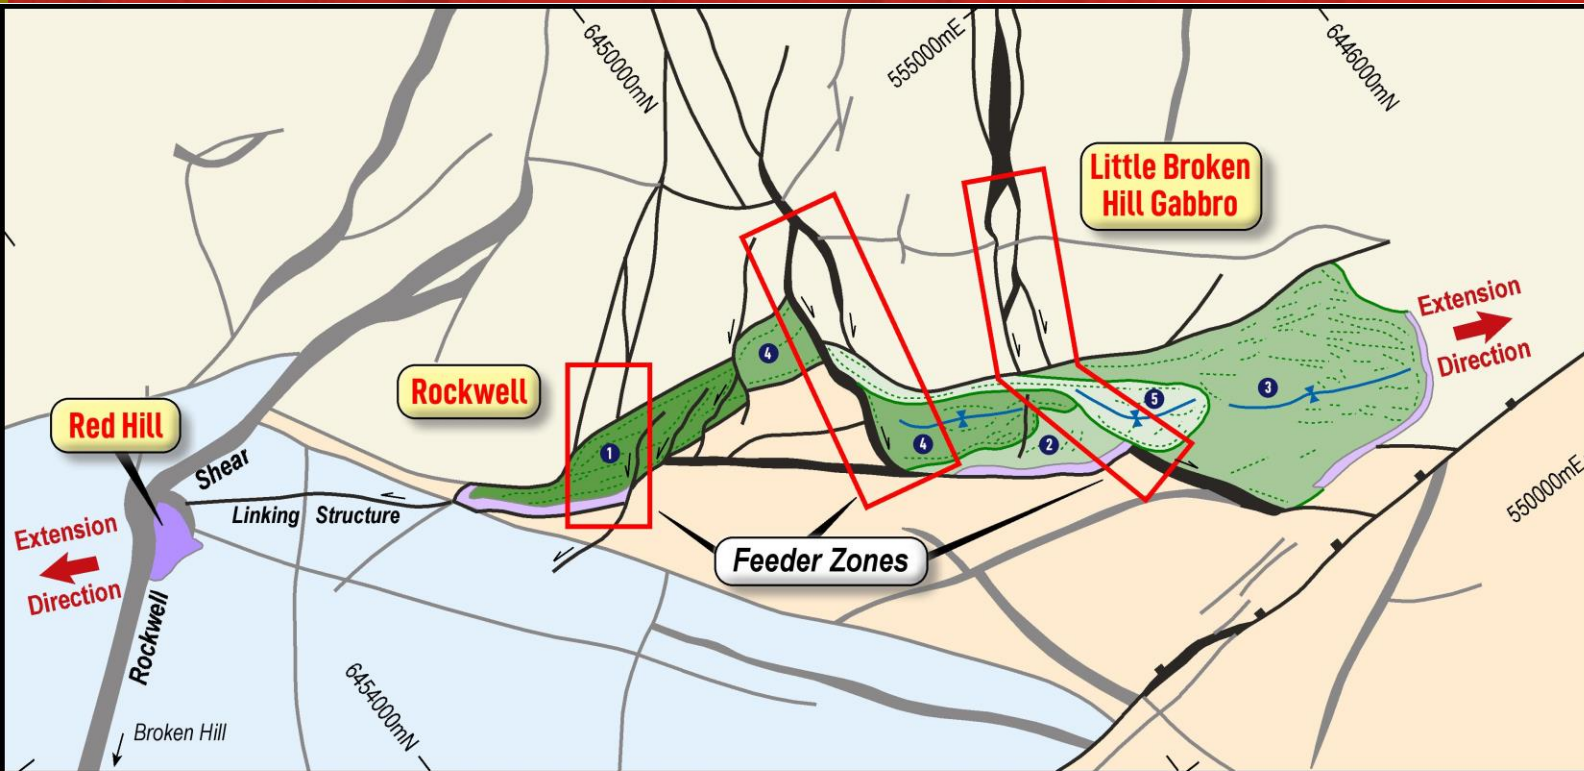 6450000mN
555000mE
6446000mN
Little Broken
Hill Gabbro
Extension
Direction
Rockwell
Red Hill
Shear
Linking Structure
Extension
Direction
Rockwell
Broken Hill
6454000mN
Feeder Zones
550000mE
1
4
4
2
5
3